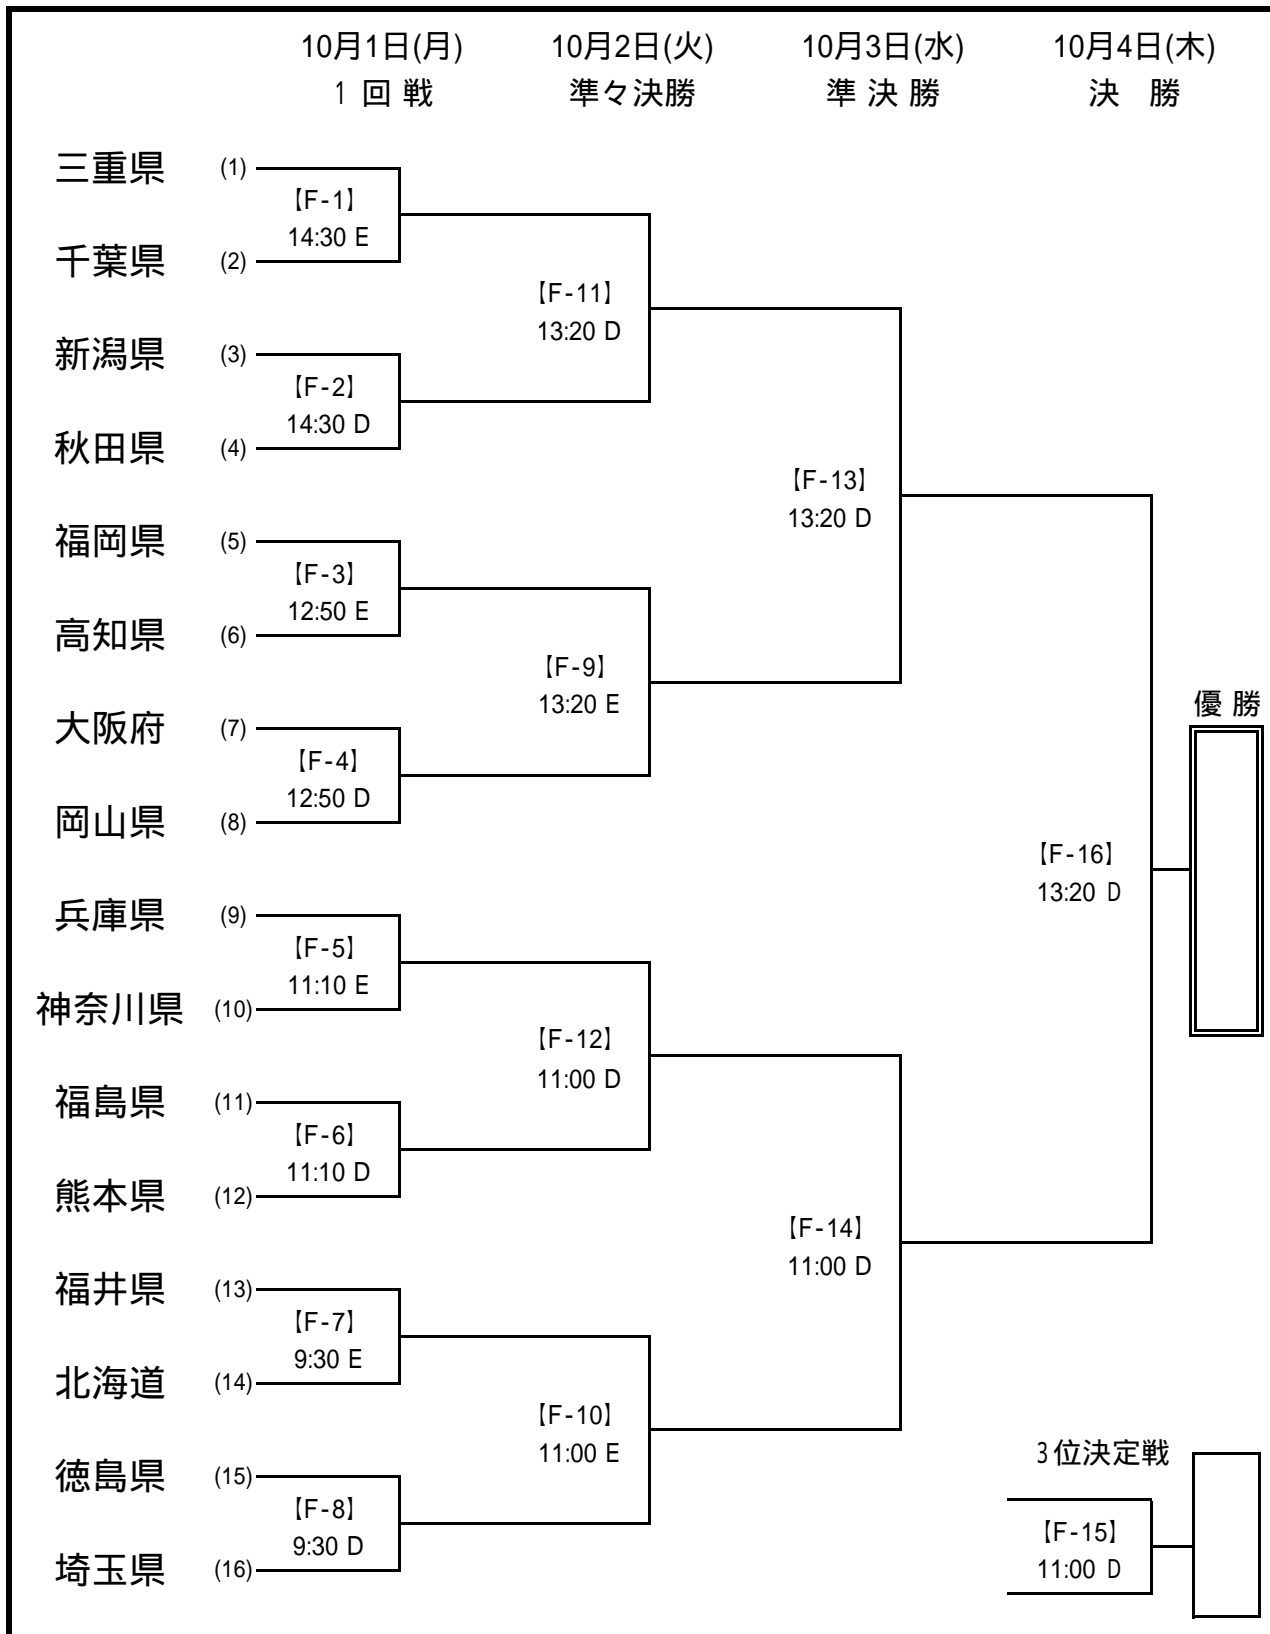 10月1日(月) 10月2日(火) 10月3日(水) 10月4日(木)
1 回 戦 準々決勝 準 決 勝 決 勝
三重県 (1)
【F-1】
14:30 E
千葉県 (2)
【F-11】
13:20 D
新潟県 (3)
【F-2】
14:30 D
秋田県 (4)
【F-13】
13:20 D
福岡県 (5)
【F-3】
12:50 E
高知県 (6)
【F-9】
13:20 E
優 勝
大阪府 (7)
【F-4】
12:50 D
岡山県 (8)
【F-16】
13:20 D
兵庫県 (9)
【F-5】
11:10 E
神奈川県 (10)
【F-12】
11:00 D
福島県 (11)
【F-6】
11:10 D
熊本県 (12)
【F-14】
11:00 D
福井県 (13)
【F-7】
9:30 E
北海道 (14)
【F-10】
11:00 E
3位決定戦
徳島県 (15)
【F-8】
9:30 D
【F-15】
11:00 D
埼玉県 (16)